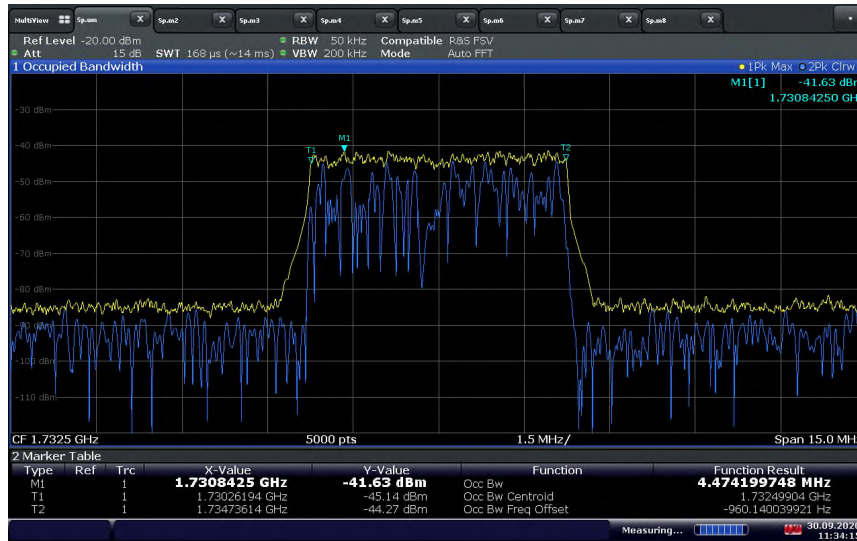 MultiView Sp.um X Sp.m2 X Sp.m3 X Sp.m4 X Sp.m5 X Sp.m6 X Sp.m7 X Sp.m8 X
Ref Level -20.00 dBm RBW 50 kHz Compatible R&S FSV
Att 15 dB SWT 168 µs (~14 ms) VBW 200 kHz Mode Auto FFT
1 Occupied Bandwidth 1Pk Max 2Pk Clrw
M1[1] -41.63 dBm
1.73084250 GH
-30 dBm
-40 dBm
M1
T1 T2
-50 dBm
-60 dBm
-70 dBm
-80 dBm
-90 dBm
-100 dBm
-110 dBm
CF 1.7325 GHz 5000 pts 1.5 MHz/ Span 15.0 MHz
2 Marker Table
Type Ref Trc X-Value Y-Value Function Function Result
M1 1 1.7308425 GHz -41.63 dBm Occ Bw 4.474199748 MHz
T1 1 1.73026194 GHz -45.14 dBm Occ Bw Centroid 1.73249904 GHz
T2 1 1.73473614 GHz -44.27 dBm Occ Bw Freq Offset -960.140039921 Hz
Measuring... 30.09.2020
11:34:15